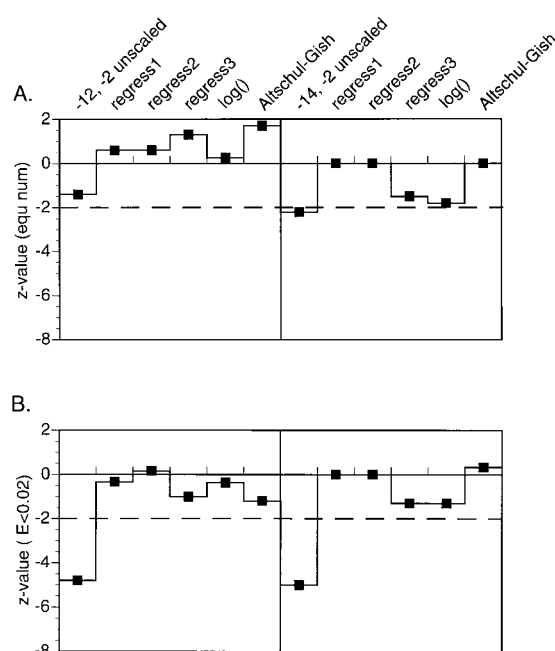 -12, -2 unscaled
regress1
regress2
regress3
log()
Altschul-Gish
-14, -2 unscaled
regress1
regress2
regress3
log()
Altschul-Gish
A.
2
0
-2
-4
-6
-8
z-value (equ num)
B.
2
0
-2
-4
-6
-8
z-value ( E<0.02)